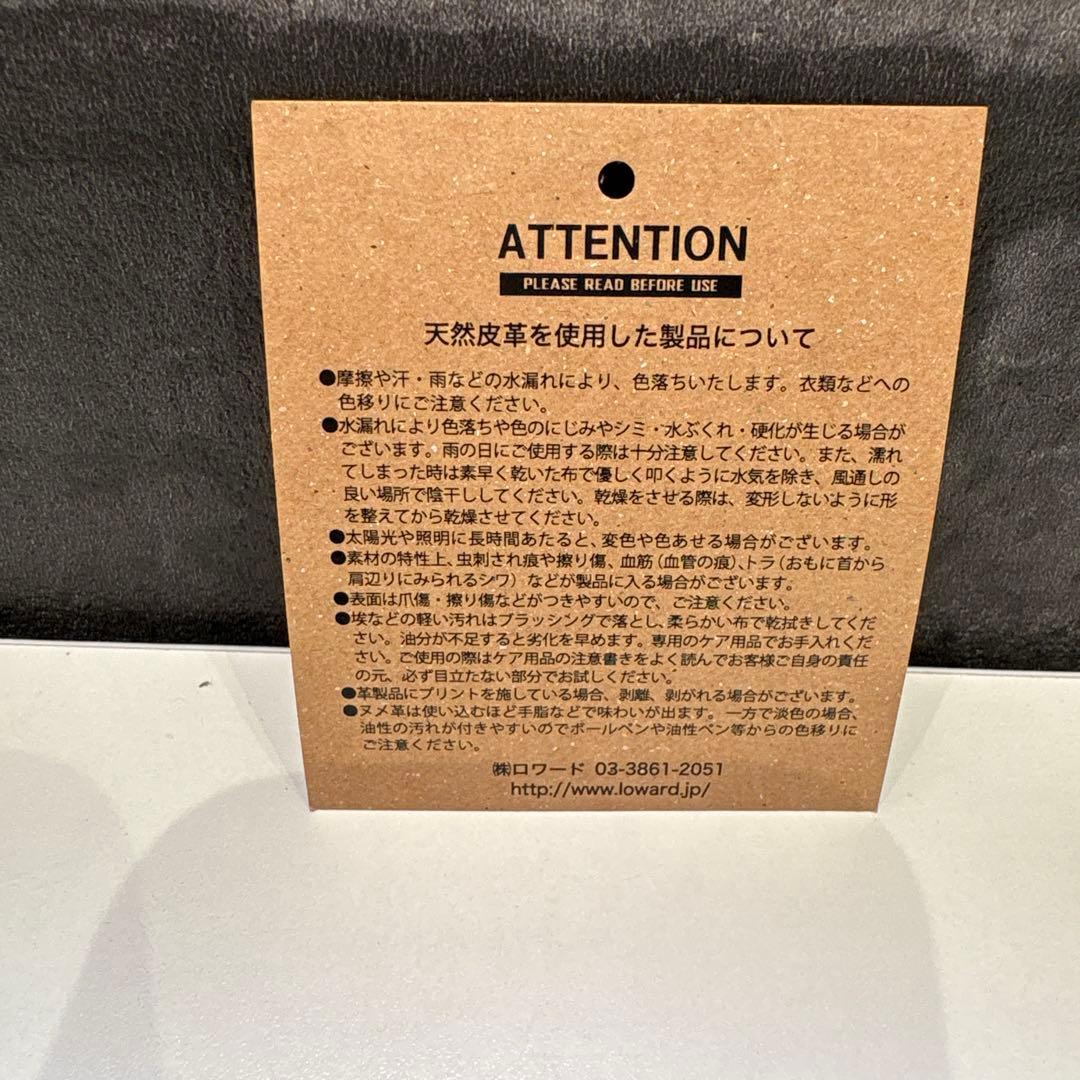 ATTENTION
PLEASE READ BEFORE USE
天然皮革を使用した製品について
●摩擦や汗・雨などの水漏れにより、色落ちいたします。衣類などへの
色移りにご注意ください。
●水漏れにより色落ちや色のにじみやシミ・水ぶくれ・硬化が生じる場合が
ございます。雨の日にご使用する際は十分注意してください。また、濡れ
てしまった時は素早く乾いた布で優しく叩くように水気を除き、風通しの
良い場所で陰干ししてください。乾燥をさせる際は、変形しないように形
を整えてから乾燥させてください。
●太陽光や照明に長時間あたると、変色や色あせる場合がございます。
●素材の特性上、虫刺され痕や擦り傷、血筋(血管の痕)、トラ(おもに首から
肩辺りにみられるシワ)などが製品に入る場合がございます。
●表面は爪傷・擦り傷などがつきやすいので、ご注意ください。
●埃などの軽い汚れはブラッシングで落とし、柔らかい布で乾拭きしてくだ
さい。油分が不足すると劣化を早めます。専用のケア用品でお手入れくだ
さい。ご使用の際はケア用品の注意書きをよく読んでお客様ご自身の責任
の元、必ず目立たない部分でお試しください。
●革製品にプリントを施している場合、剥離、剥がれる場合がございます。
●ヌメ革は使い込むほど手脂などで味わいが出ます。一方で淡色の場合、
油性の汚れが付きやすいのでボールペンや油性ペン等からの色移りに
ご注意ください。
㈱ロワード 03-3861-2051
http://www.loward.jp/